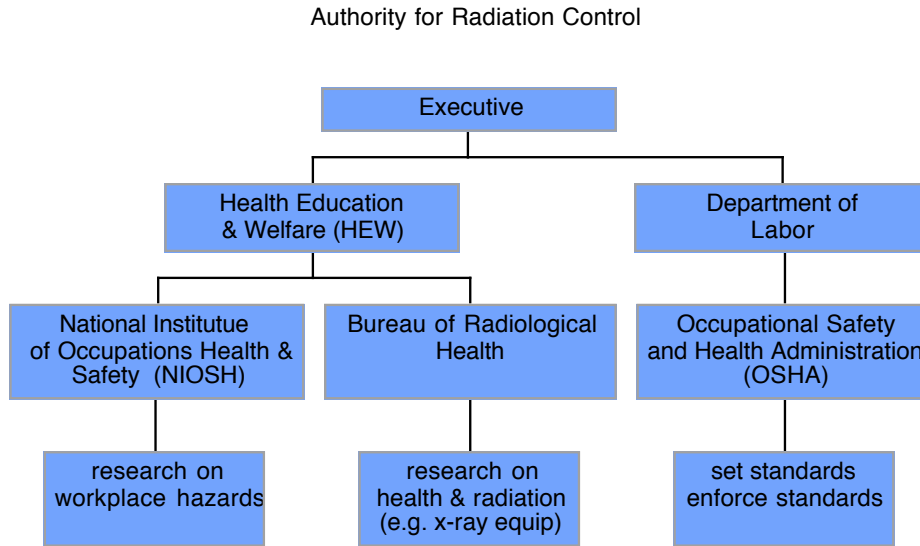 Authority for Radiation Control
Executive
Health Education
& Welfare (HEW)
Department of
Labor
National Institutue
of Occupations Health &
Safety (NIOSH)
Bureau of Radiological
Health
Occupational Safety
and Health Administration
(OSHA)
research on
workplace hazards
research on
health & radiation
(e.g. x-ray equip)
set standards
enforce standards